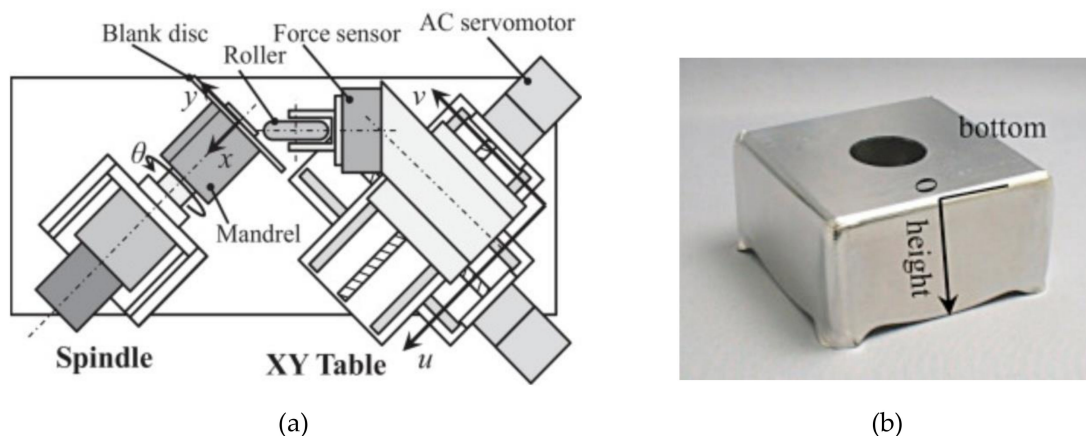 Blank disc
Roller
Force sensor
AC servomotor
y
x
θ
Mandrel
v
u
Spindle
XY Table
bottom
0
height
(a)
(b)